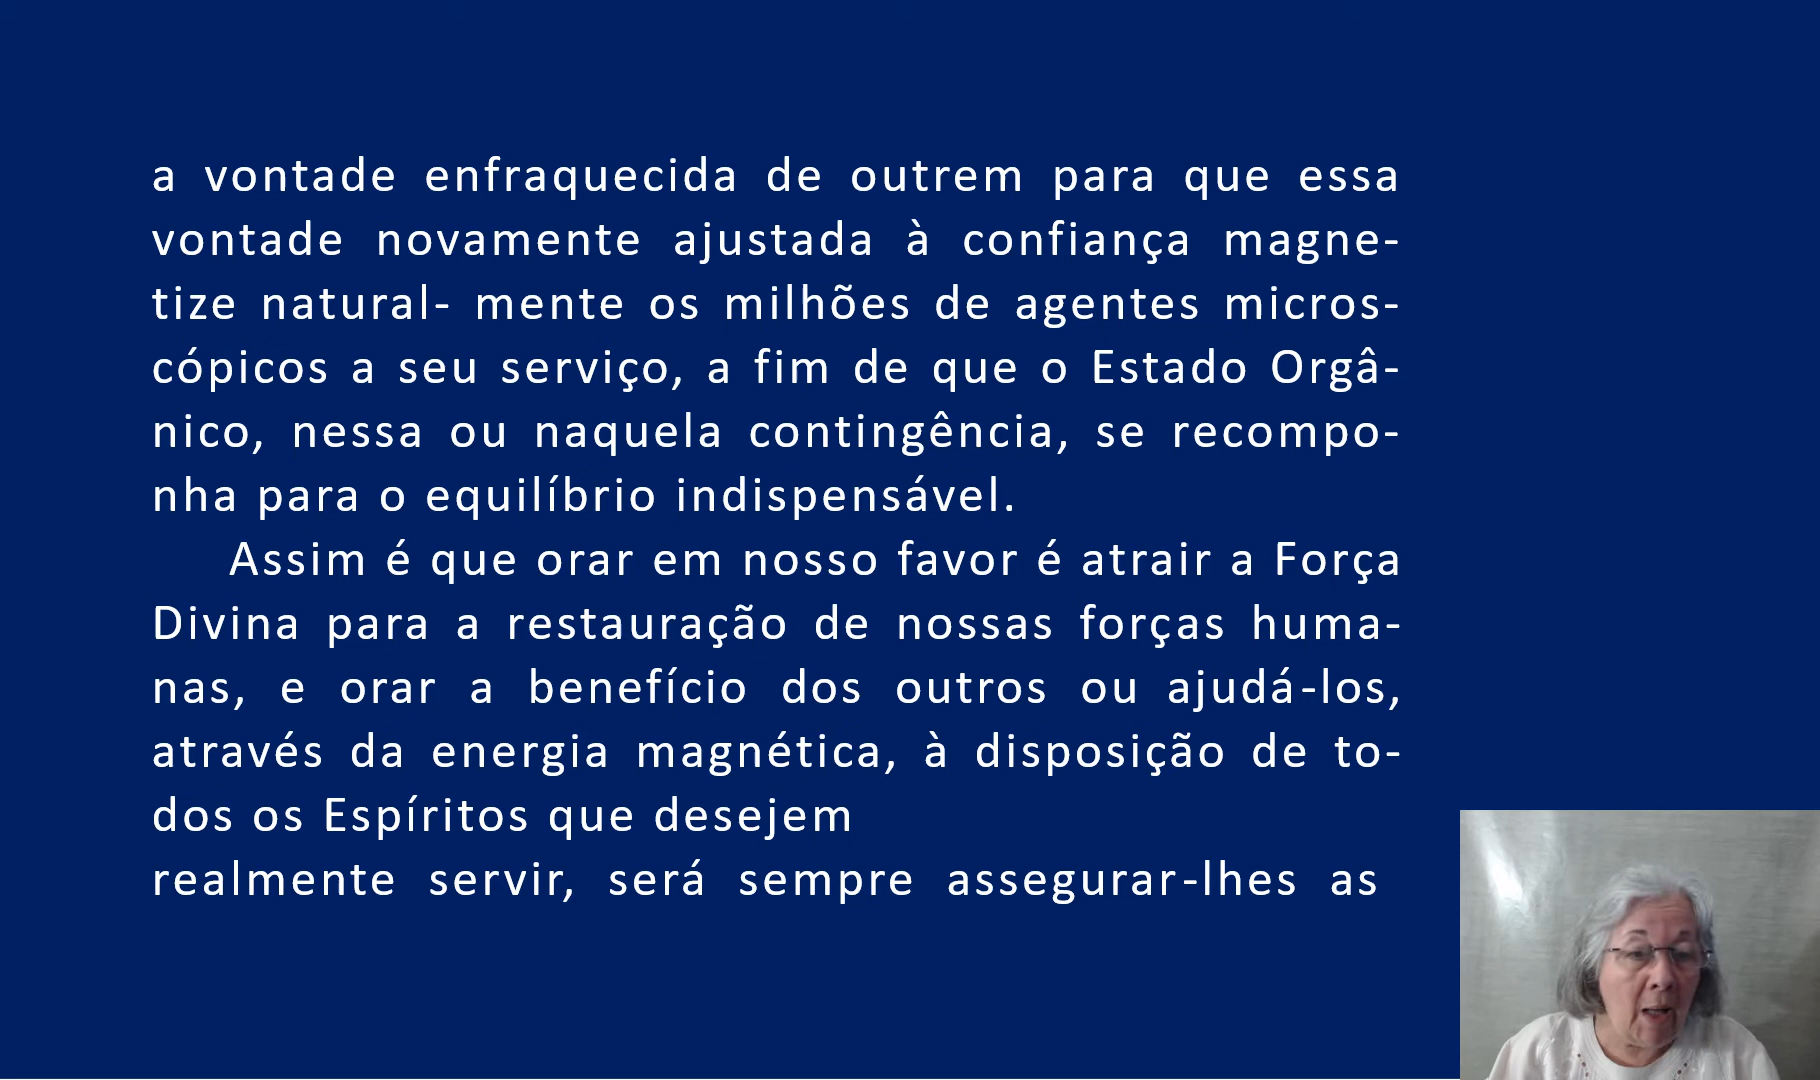 a vontade enfraquecida de outrem para que essa
vontade novamente ajustada à confiança magne-
tize natural- mente os milhões de agentes micros-
cópicos a seu serviço, a fim de que o Estado Orgâ-
nico, nessa ou naquela contingência, se recompo-
nha para o equilíbrio indispensável.
Assim é que orar em nosso favor é atrair a Força
Divina para a restauração de nossas forças huma-
nas, e orar a benefício dos outros ou ajudá-los,
através da energia magnética, à disposição de to-
dos os Espíritos que desejem
realmente servir, será sempre assegurar-lhes as